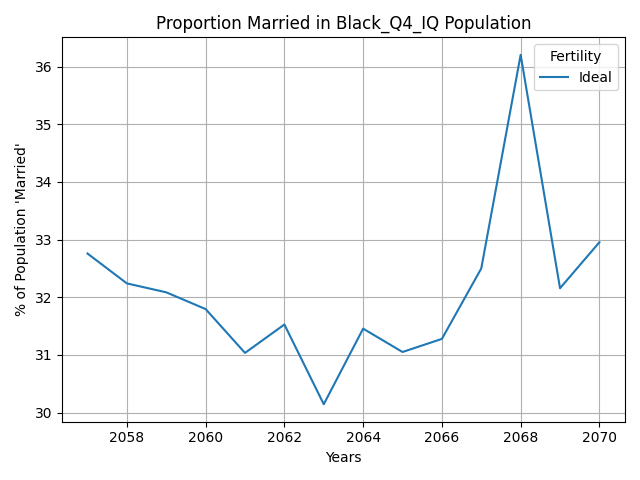 Proportion Married in Black_Q4_IQ Population
Fertility
Ideal
% of Population 'Married'
36
35
34
33
32
31
30
2058 2060 2062 2064 2066 2068 2070
Years